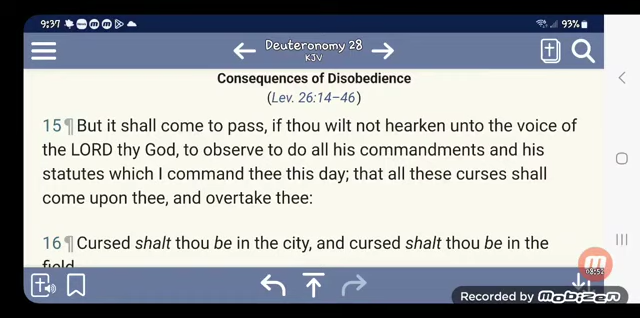 9:37
93%
Deuteronomy 28
KJV
Consequences of Disobedience
(Lev. 26:14–46)
15 ¶ But it shall come to pass, if thou wilt not hearken unto the voice of
the LORD thy God, to observe to do all his commandments and his
statutes which I command thee this day; that all these curses shall
come upon thee, and overtake thee:
16 ¶ Cursed shalt thou be in the city, and cursed shalt thou be in the
field
08:52
Recorded by Mobizen